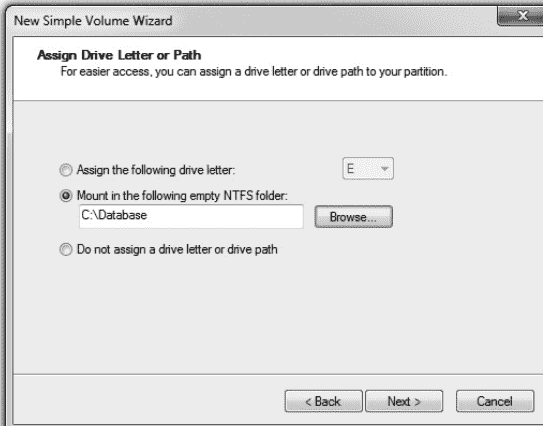 New Simple Volume Wizard
Assign Drive Letter or Path
For easier access, you can assign a drive letter or drive path to your partition.
Assign the following drive letter: E
Mount in the following empty NTFS folder:
C:\Database Browse...
Do not assign a drive letter or drive path
< Back Next > Cancel